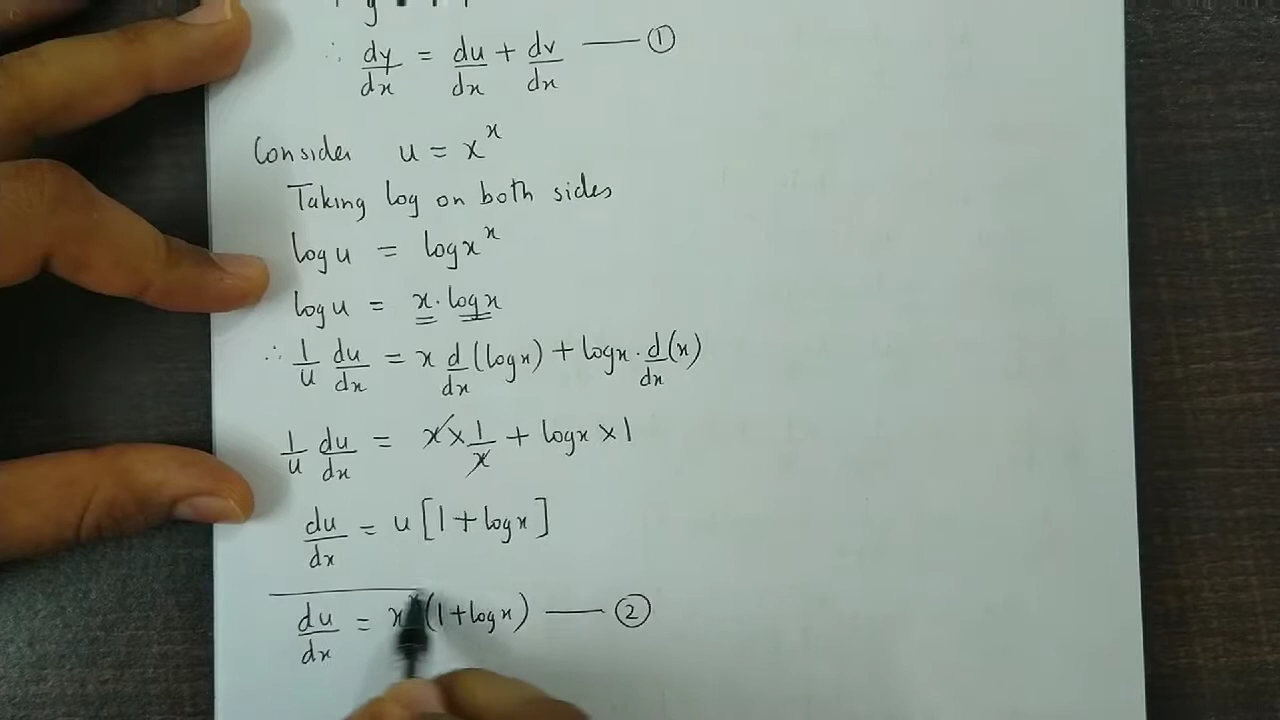 ∴ dy/dx = du/dx + dv/dx —— ①
Consider u = x^x
Taking log on both sides
log u = log x^x
log u = x · log x
∴ 1/u du/dx = x d/dx (log x) + log x · d/dx (x)
1/u du/dx = x × 1/x + log x × 1
du/dx = u [1 + log x]
du/dx = x^x (1 + log x) —— ②